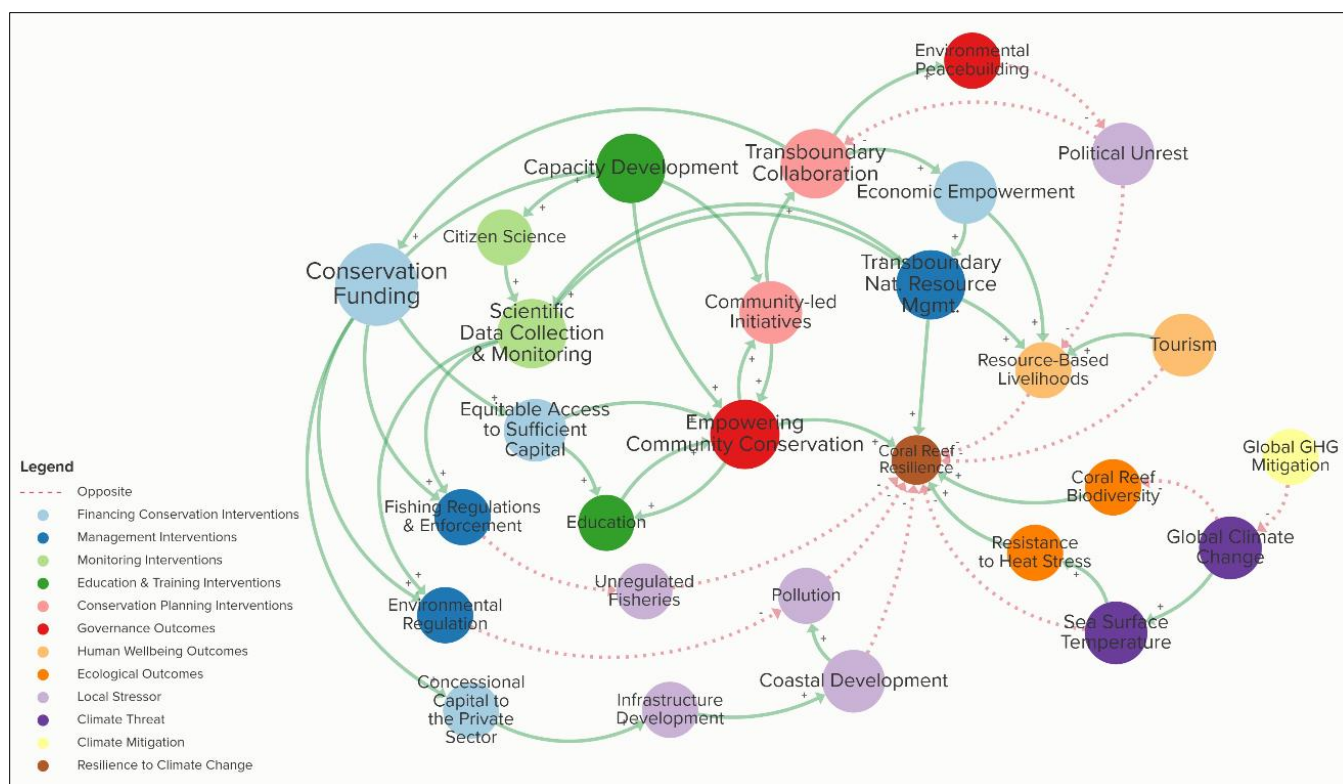 Environmental
Peacebuilding
Political Unrest
Transboundary
Collaboration
Capacity Development
Economic Empowerment
Citizen Science
Conservation
Funding
Transboundary
Nat. Resource
Mgmt.
Scientific
Data Collection
& Monitoring
Community-led
Initiatives
Resource-Based
Livelihoods
Tourism
Equitable Access
to Sufficient
Capital
Empowering
Community Conservation
Coral Reef
Resilience
Global GHG
Mitigation
Coral Reef
Biodiversity
Fishing Regulations
& Enforcement
Education
Resistance
to Heat Stress
Global Climate
Change
Unregulated
Fisheries
Pollution
Environmental
Regulation
Sea Surface
Temperature
Concessional
Capital to
the Private
Sector
Infrastructure
Development
Coastal Development
Legend
Opposite
Financing Conservation Interventions
Management Interventions
Monitoring Interventions
Education & Training Interventions
Conservation Planning Interventions
Governance Outcomes
Human Wellbeing Outcomes
Ecological Outcomes
Local Stressor
Climate Threat
Climate Mitigation
Resilience to Climate Change